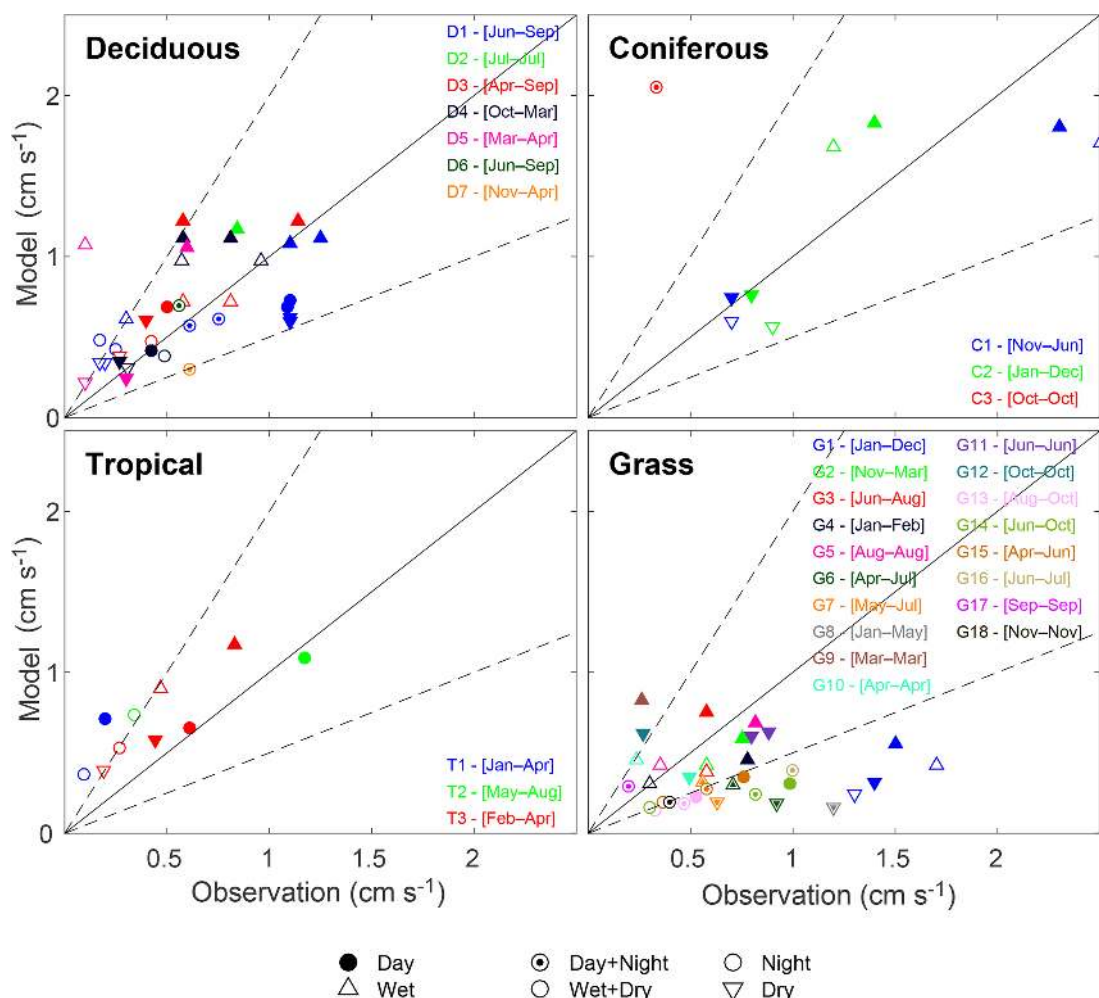 Deciduous
D1 - [Jun–Sep]
D2 - [Jul–Jul]
D3 - [Apr–Sep]
D4 - [Oct–Mar]
D5 - [Mar–Apr]
D6 - [Jun–Sep]
D7 - [Nov–Apr]
Model (cm s⁻¹)
2
1
0
Coniferous
C1 - [Nov–Jun]
C2 - [Jan–Dec]
C3 - [Oct–Oct]
Tropical
T1 - [Jan–Apr]
T2 - [May–Aug]
T3 - [Feb–Apr]
Model (cm s⁻¹)
2
1
0
0.5 1 1.5 2
Observation (cm s⁻¹)
Grass
G1 - [Jan–Dec]
G2 - [Nov–Mar]
G3 - [Jun–Aug]
G4 - [Jan–Feb]
G5 - [Aug–Aug]
G6 - [Apr–Jul]
G7 - [May–Jul]
G8 - [Jan–May]
G9 - [Mar–Mar]
G10 - [Apr–Apr]
G11 - [Jun–Jun]
G12 - [Oct–Oct]
G13 - [Aug–Oct]
G14 - [Jun–Oct]
G15 - [Apr–Jun]
G16 - [Jun–Jul]
G17 - [Sep–Sep]
G18 - [Nov–Nov]
0.5 1 1.5 2
Observation (cm s⁻¹)
Day Day+Night Night
Wet Wet+Dry Dry